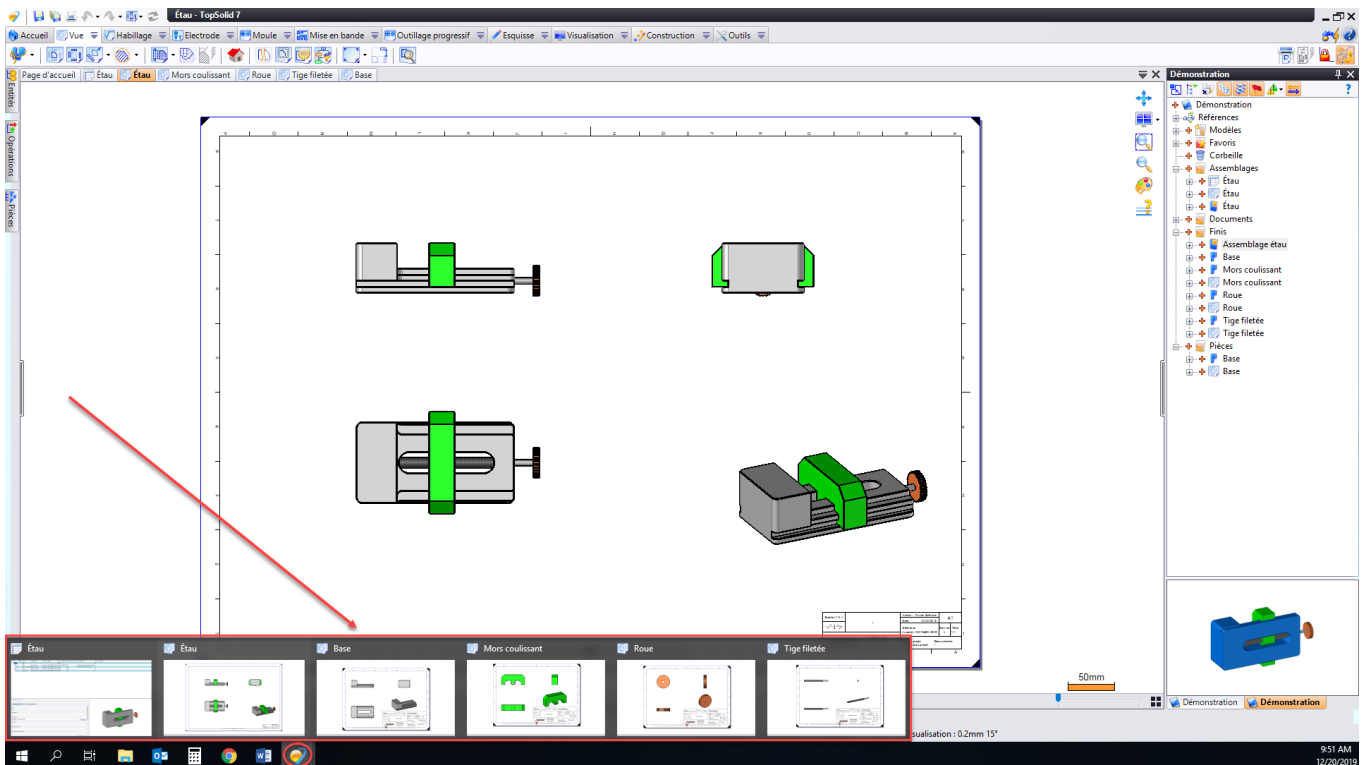 Étau - TopSolid 7
Accueil Vue Habillage Electrode Moule Mise en bande Outillage progressif Esquisse Visualisation Construction Outils
Page d'accueil Étau Étau Mors coulissant Roue Tige filetée Base
Entités
Opérations
Pièces
Démonstration
Démonstration
Références
Modèles
Favoris
Corbeille
Assemblages
Étau
Étau
Étau
Documents
Finis
Assemblage étau
Base
Mors coulissant
Mors coulissant
Roue
Roue
Tige filetée
Tige filetée
Pièces
Base
Base
A1
50mm
Étau Étau Base Mors coulissant Roue Tige filetée
Démonstration Démonstration
sualisation : 0.2mm 15°
9:51 AM
12/20/2019